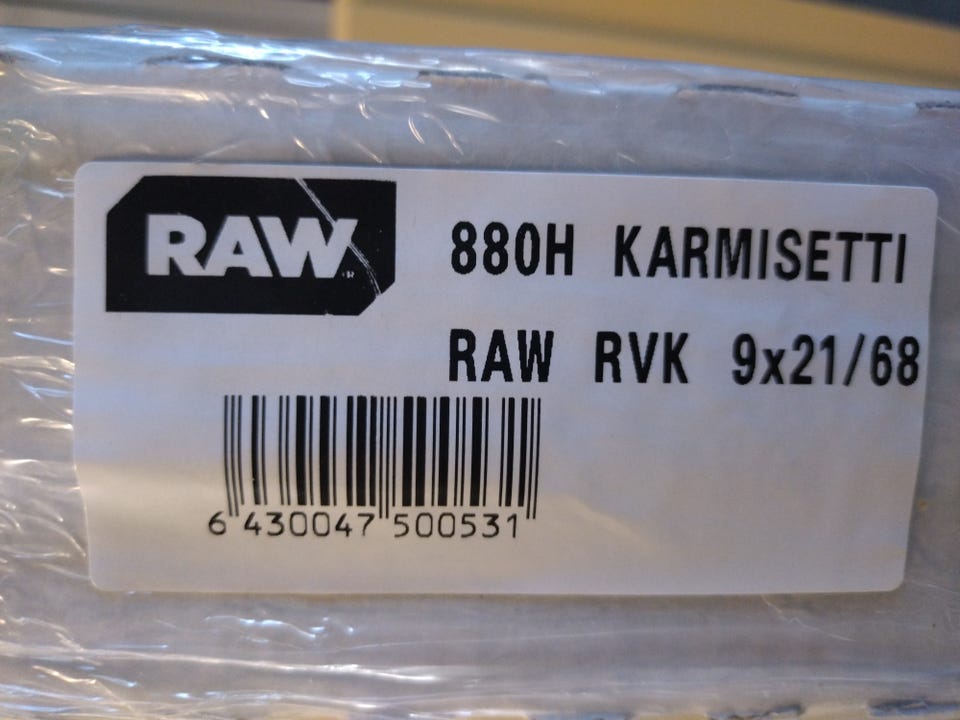 RAW
880H KARMISETTI
RAW RVK 9x21/68
6 430047 500531